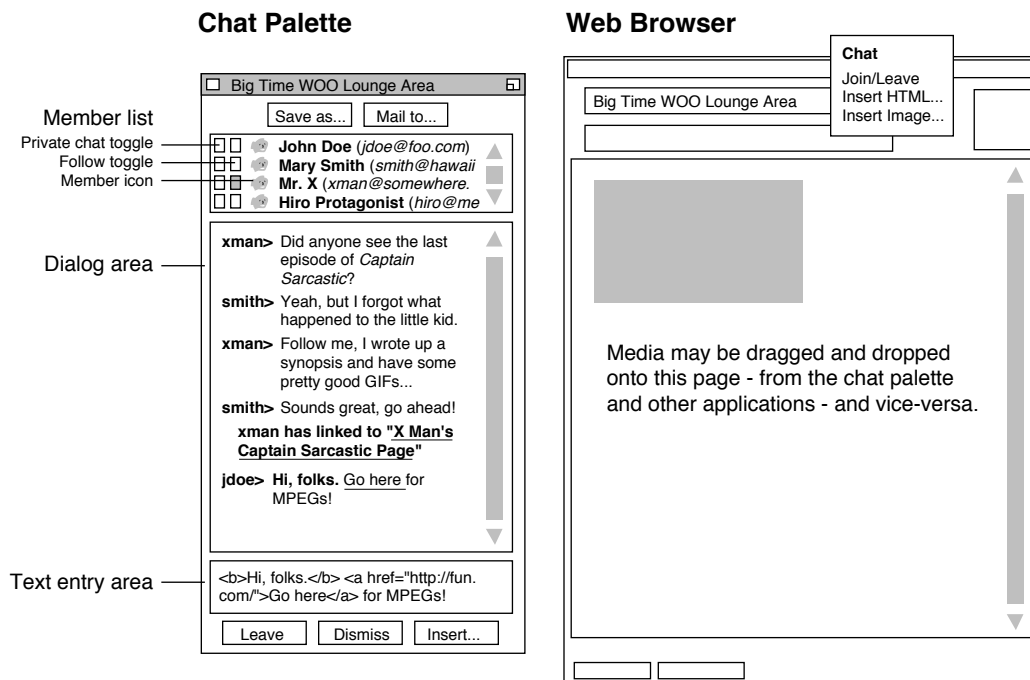 Chat Palette
Big Time WOO Lounge Area
Save as...
Mail to...
Member list
Private chat toggle
Follow toggle
Member icon
John Doe (jdoe@foo.com)
Mary Smith (smith@hawaii
Mr. X (xman@somewhere.
Hiro Protagonist (hiro@me
Dialog area
xman> Did anyone see the last
episode of Captain
Sarcastic?
smith> Yeah, but I forgot what
happened to the little kid.
xman> Follow me, I wrote up a
synopsis and have some
pretty good GIFs...
smith> Sounds great, go ahead!
xman has linked to "X Man's
Captain Sarcastic Page"
jdoe> Hi, folks. Go here for
MPEGs!
Text entry area
<b>Hi, folks.</b> <a href="http://fun.
com/">Go here</a> for MPEGs!
Leave
Dismiss
Insert...
Web Browser
Chat
Join/Leave
Insert HTML...
Insert Image...
Big Time WOO Lounge Area
Media may be dragged and dropped
onto this page - from the chat palette
and other applications - and vice-versa.